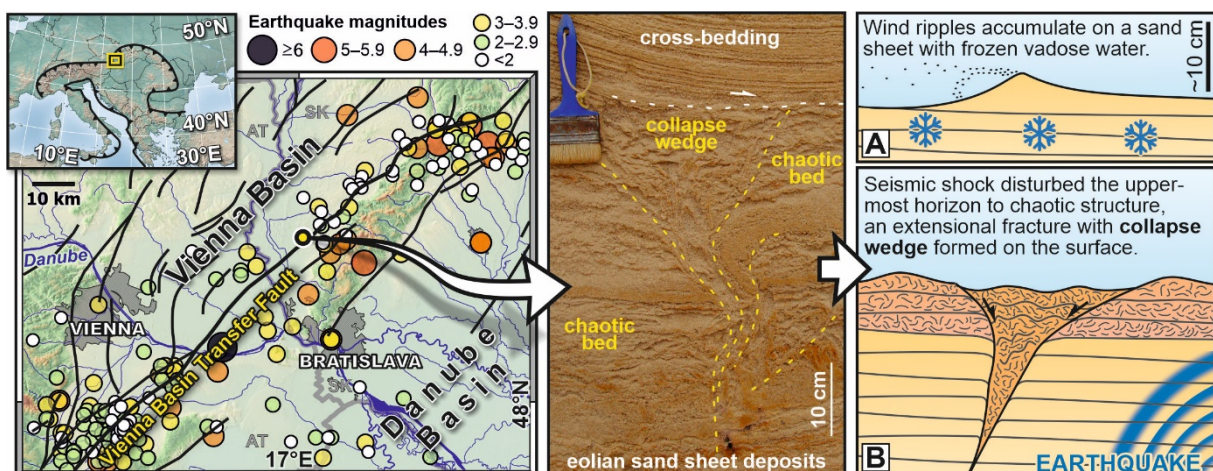 50°N
40°N
10°E
30°E
Earthquake magnitudes
≥6
5–5.9
4–4.9
3–3.9
2–2.9
<2
10 km
SK
AT
Vienna Basin
Danube
VIENNA
Vienna Basin Transfer Fault
BRATISLAVA
SK
Danube
Basin
48°N
AT
17°E
cross-bedding
collapse
wedge
chaotic
bed
chaotic
bed
10 cm
eolian sand sheet deposits
Wind ripples accumulate on a sand
sheet with frozen vadose water.
~10 cm
A
Seismic shock disturbed the upper-
most horizon to chaotic structure,
an extensional fracture with collapse
wedge formed on the surface.
B
EARTHQUAKE